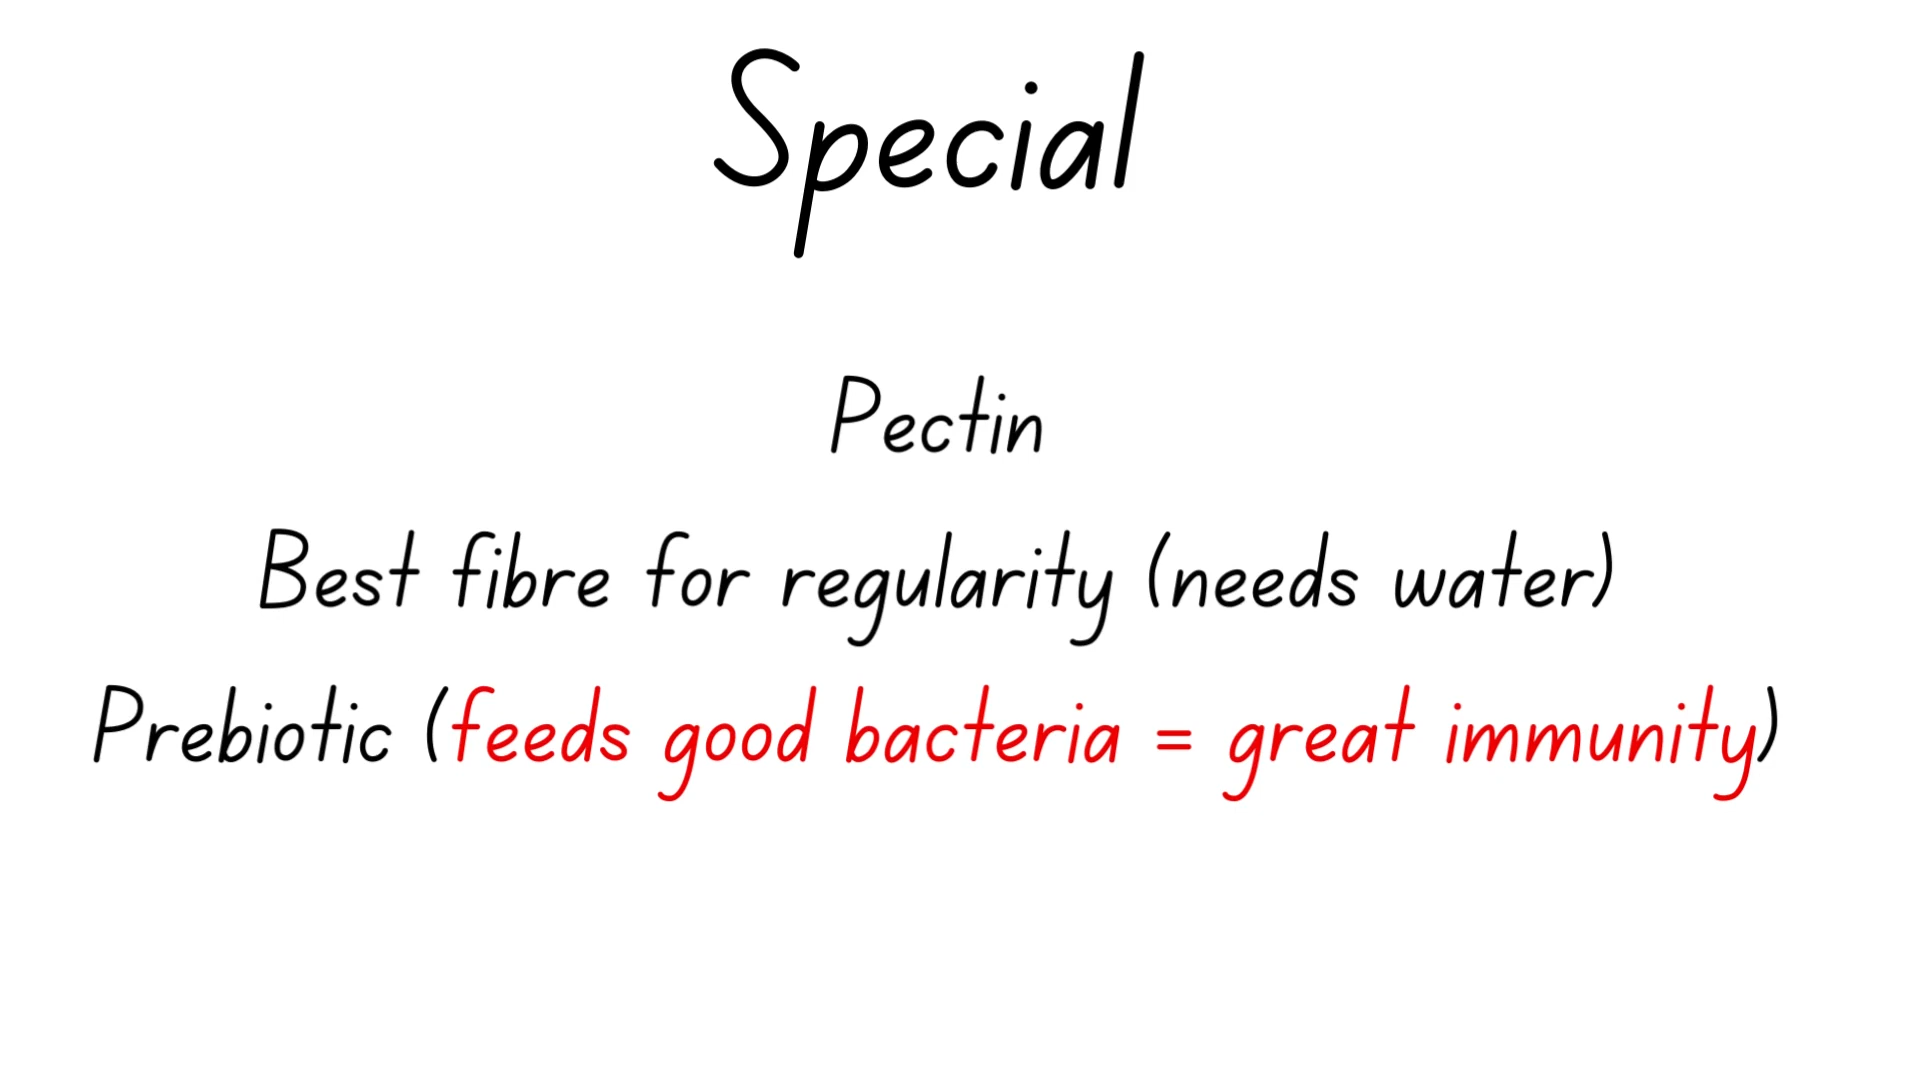 Special
Pectin
Best fibre for regularity (needs water)
Prebiotic (feeds good bacteria = great immunity)